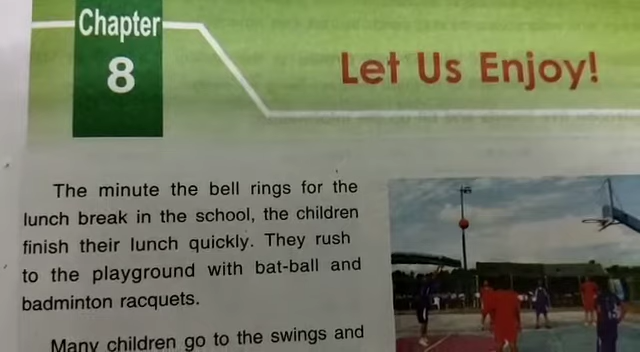 Chapter
8
Let Us Enjoy!
The minute the bell rings for the
lunch break in the school, the children
finish their lunch quickly. They rush
to the playground with bat-ball and
badminton racquets.
Many children go to the swings and